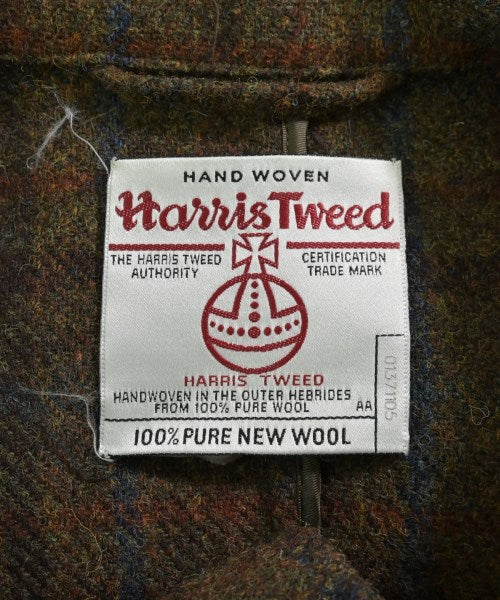 HAND WOVEN
Harris Tweed
THE HARRIS TWEED
AUTHORITY
CERTIFICATION
TRADE MARK
HARRIS TWEED
HANDWOVEN IN THE OUTER HEBRIDES
FROM 100% PURE WOOL
AA
01371105
100% PURE NEW WOOL